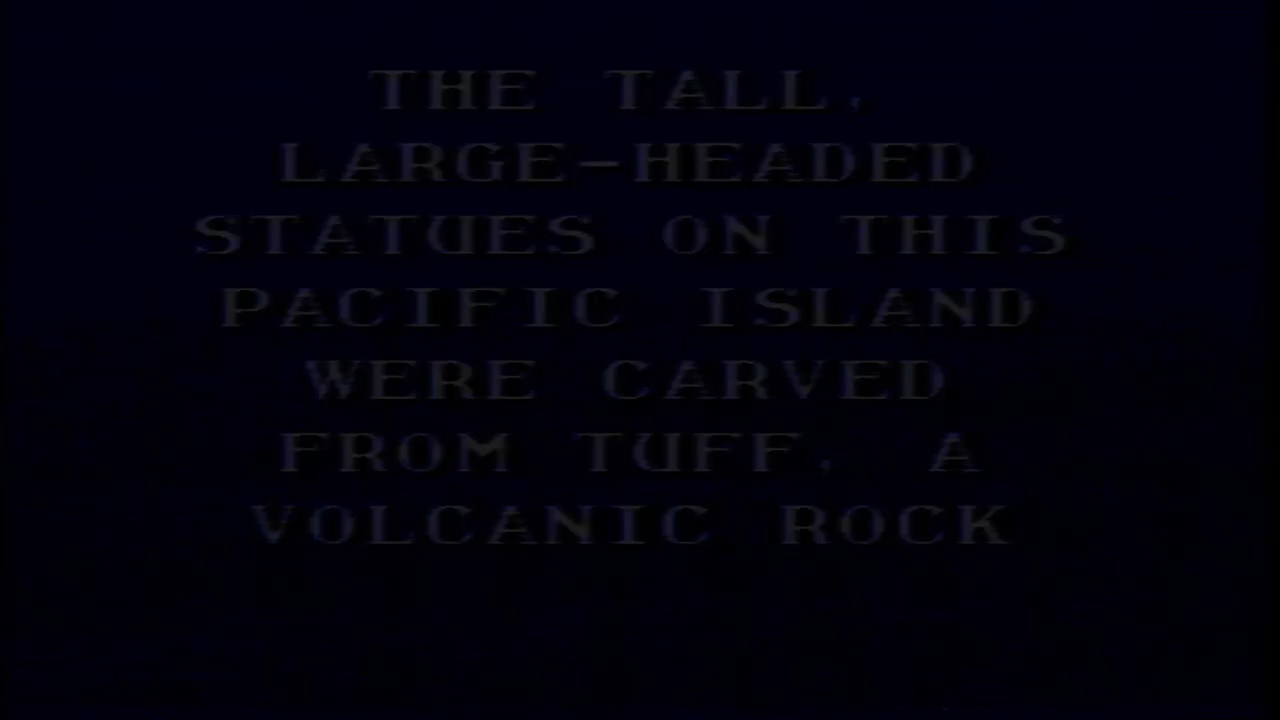 THE TALL,
LARGE-HEADED
STATUES ON THIS
PACIFIC ISLAND
WERE CARVED
FROM TUFF, A
VOLCANIC ROCK